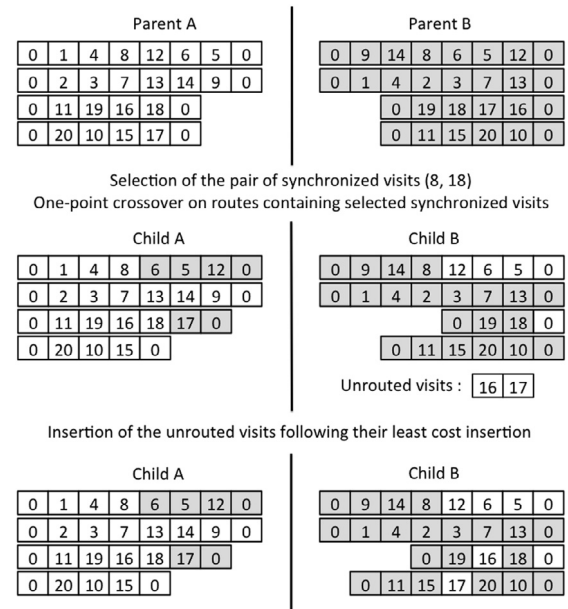 Parent A
0 1 4 8 12 6 5 0
0 2 3 7 13 14 9 0
0 11 19 16 18 0
0 20 10 15 17 0
Parent B
0 9 14 8 6 5 12 0
0 1 4 2 3 7 13 0
0 19 18 17 16 0
0 11 15 20 10 0
Selection of the pair of synchronized visits (8, 18)
One-point crossover on routes containing selected synchronized visits
Child A
0 1 4 8 6 5 12 0
0 2 3 7 13 14 9 0
0 11 19 16 18 17 0
0 20 10 15 0
Child B
0 9 14 8 12 6 5 0
0 1 4 2 3 7 13 0
0 19 18 0
0 11 15 20 10 0
Unrouted visits : 16 17
Insertion of the unrouted visits following their least cost insertion
Child A
0 1 4 8 6 5 12 0
0 2 3 7 13 14 9 0
0 11 19 16 18 17 0
0 20 10 15 0
Child B
0 9 14 8 12 6 5 0
0 1 4 2 3 7 13 0
0 19 16 18 0
0 11 15 17 20 10 0